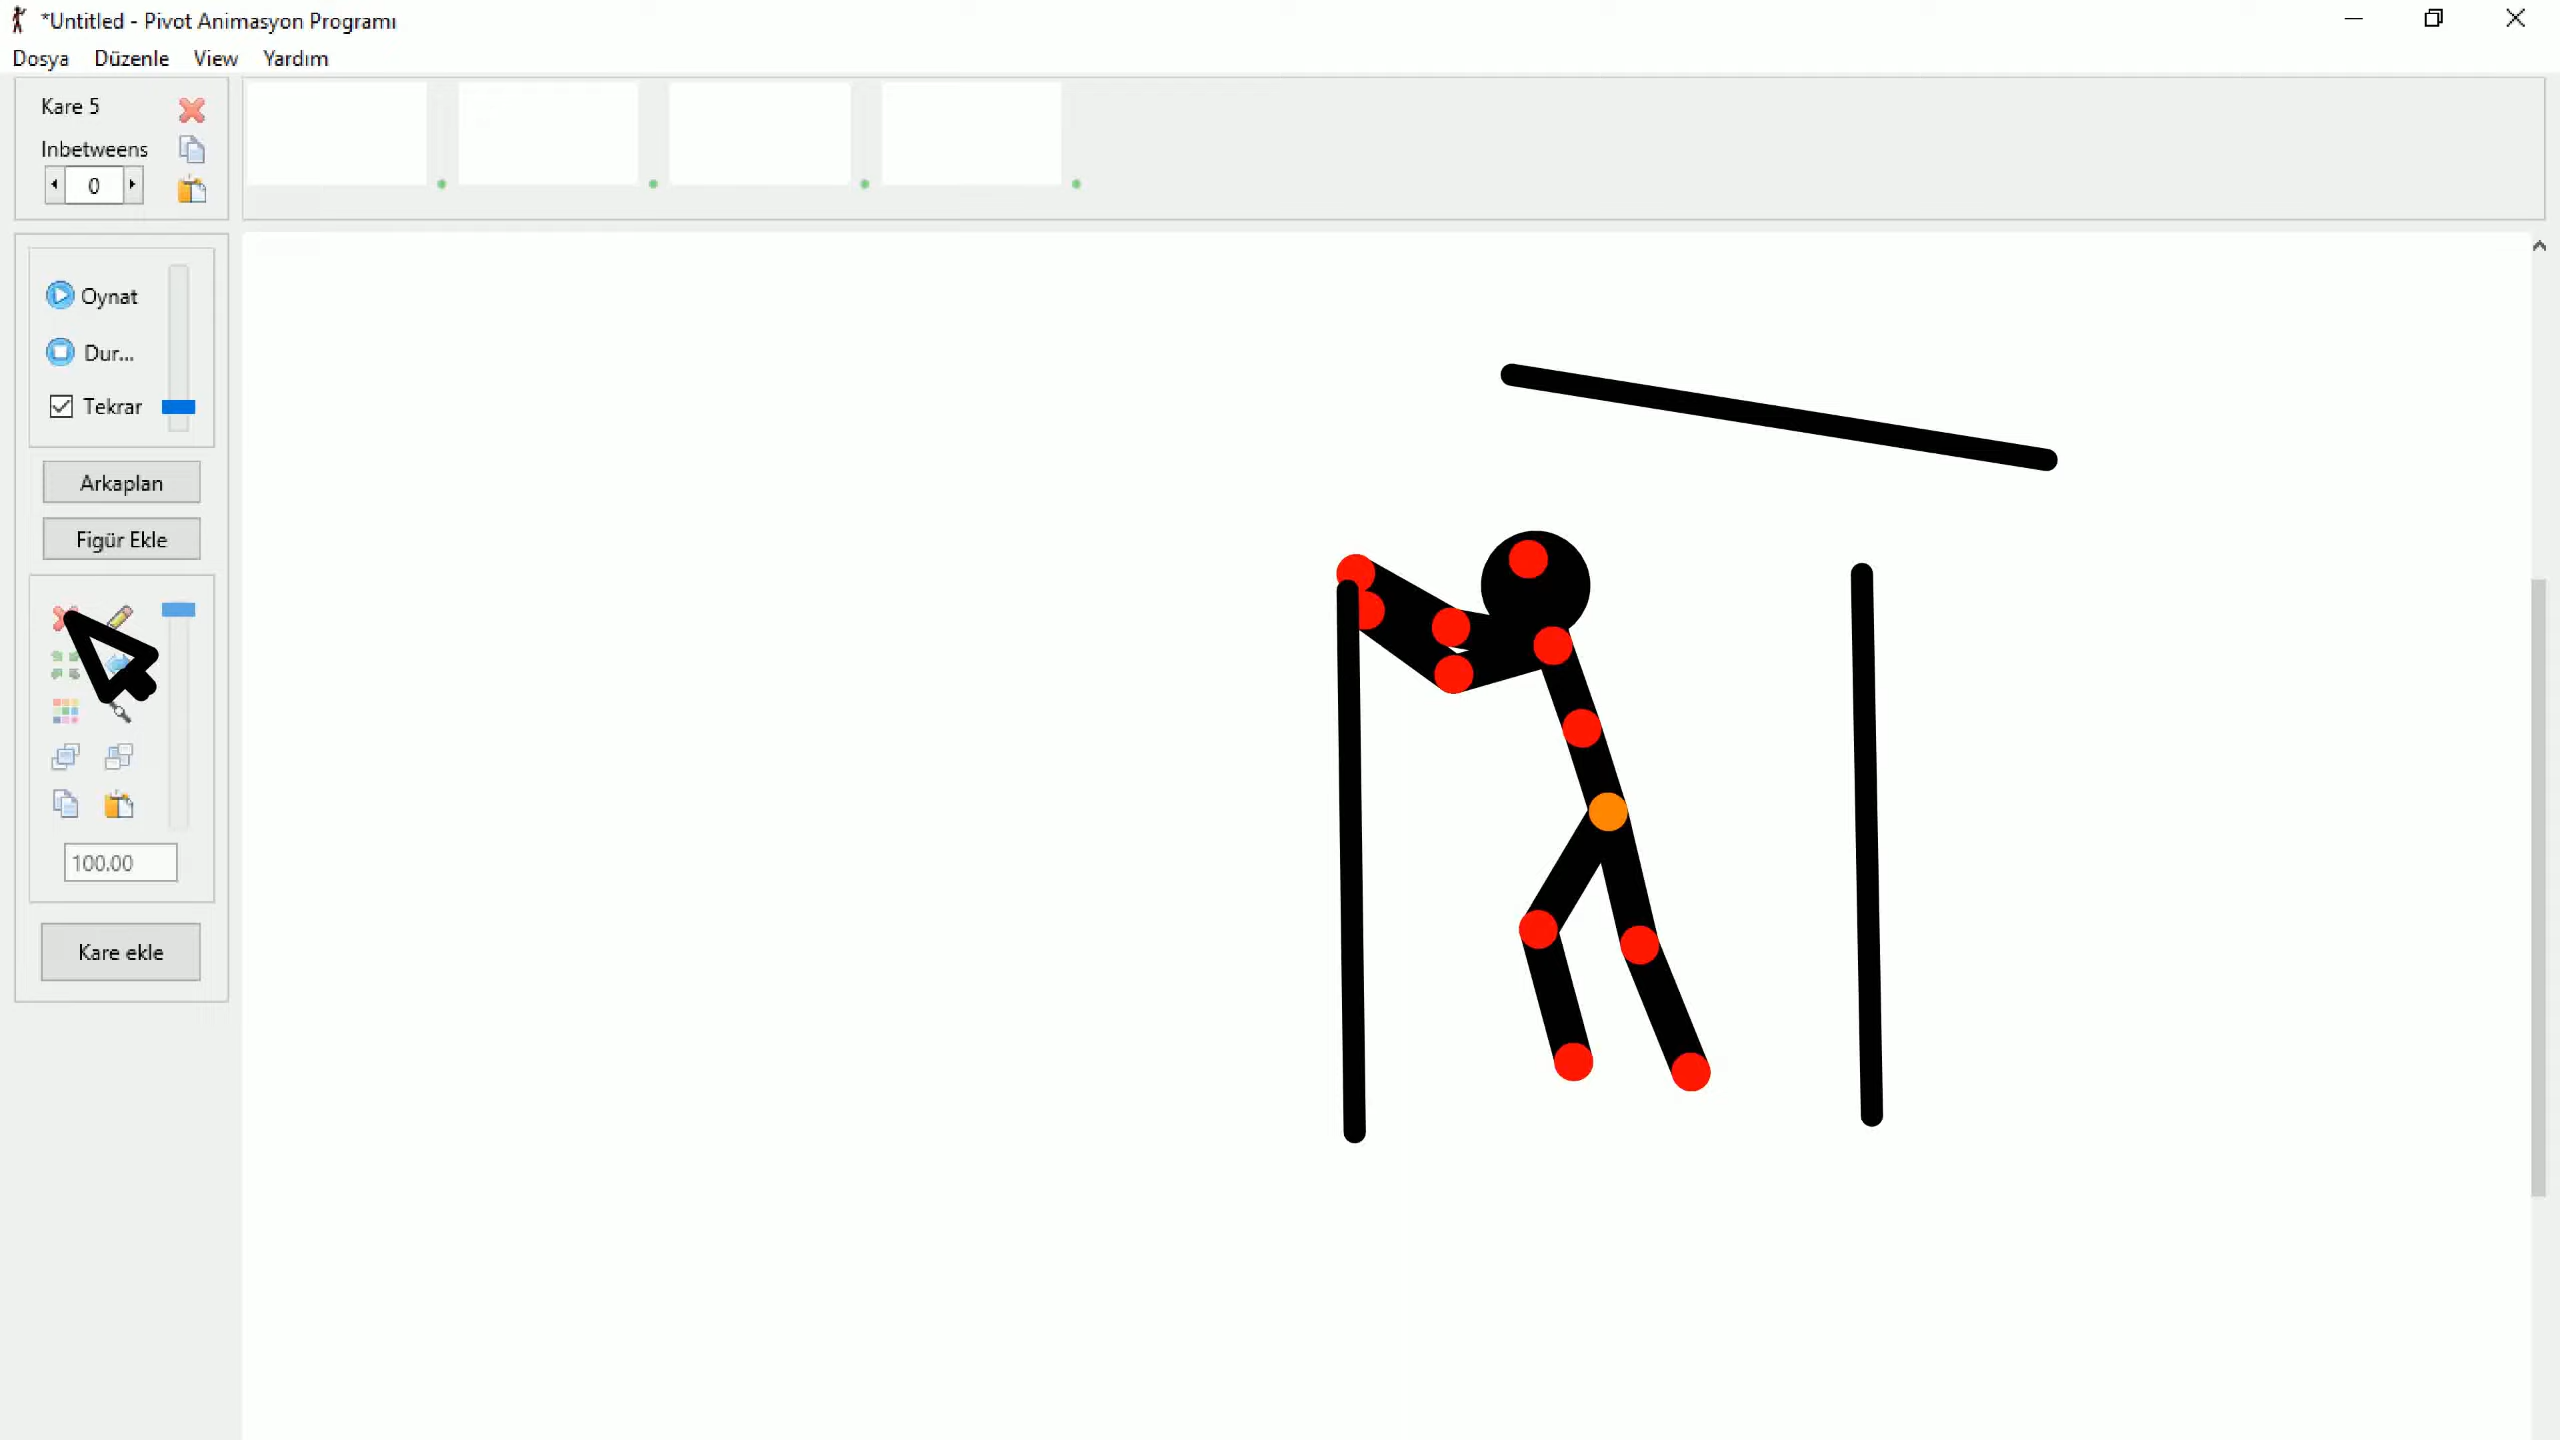 *Untitled - Pivot Animasyon Programı
Dosya Düzenle View Yardım
Kare 5
Inbetweens
0
Oynat
Dur...
Tekrar
Arkaplan
Figür Ekle
100.00
Kare ekle